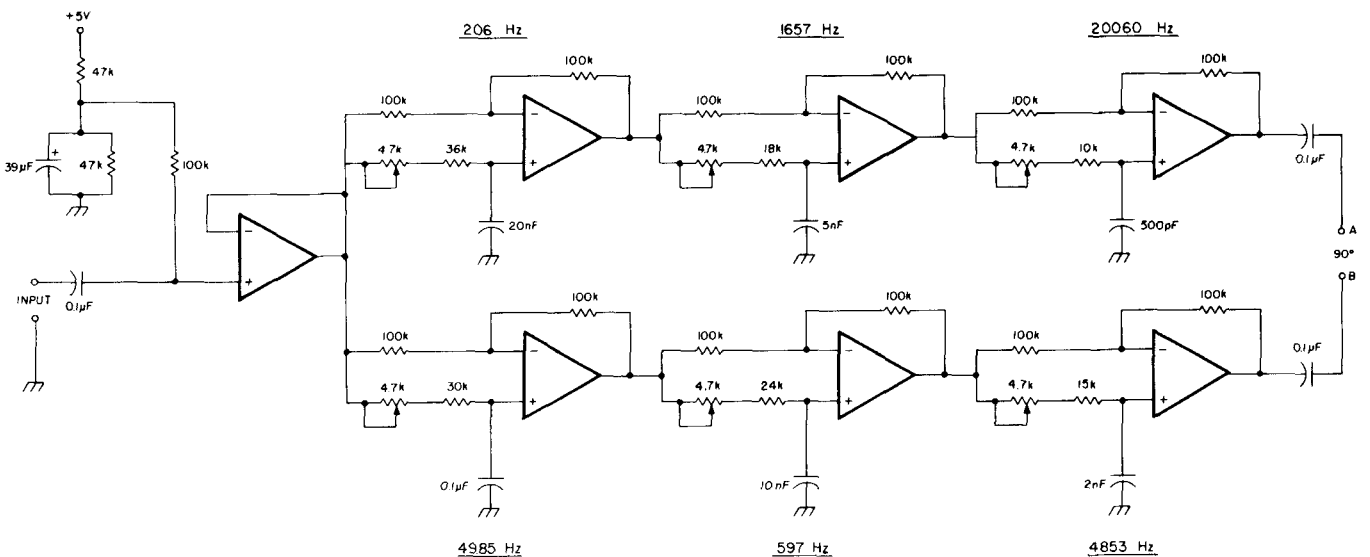 206 Hz
1657 Hz
20060 Hz
+5V
47k
39µF
+
47k
100k
INPUT
0.1µF
−
+
100k
100k
4.7k
36k
−
+
20nF
100k
100k
47k
18k
−
+
5nF
100k
100k
4.7k
10k
−
+
500pF
0.1µF
A
90°
B
100k
100k
4.7k
30k
−
+
0.1µF
100k
100k
4.7k
24k
−
+
10nF
100k
100k
4.7k
15k
−
+
2nF
0.1µF
4985 Hz
597 Hz
4853 Hz